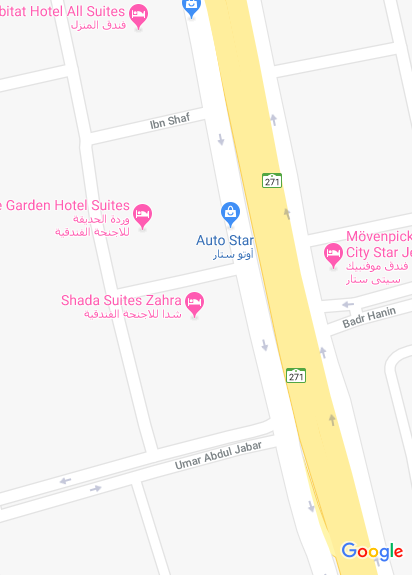 bitat Hotel All Suites
فندق المنزل
Ibn Shaf
271
e Garden Hotel Suites
وردة الحديقة
للاجنحة الفندقية
Auto Star
أوتو ستار
Mövenpick
City Star Je
فندق موفنبيك
سيتي ستار
Shada Suites Zahra
شدا للاجنحة الفندقية
Badr Hanin
271
Umar Abdul Jabar
Google